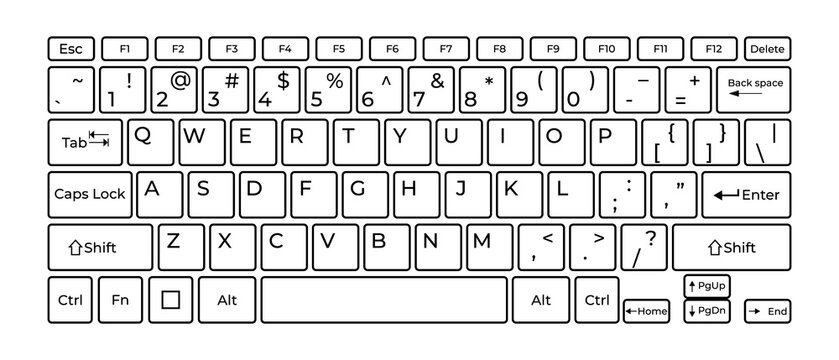 Esc F1 F2 F3 F4 F5 F6 F7 F8 F9 F10 F11 F12 Delete
~ ! @ # $ % ^ & * ( ) – + Back space
` 1 2 3 4 5 6 7 8 9 0 - = ←
Tab Q W E R T Y U I O P { } |
[ ] \
Caps Lock A S D F G H J K L : " Enter
; ,
Shift Z X C V B N M < > ? Shift
, . /
Ctrl Fn Alt Alt Ctrl ←Home ↑PgUp
↓PgDn → End